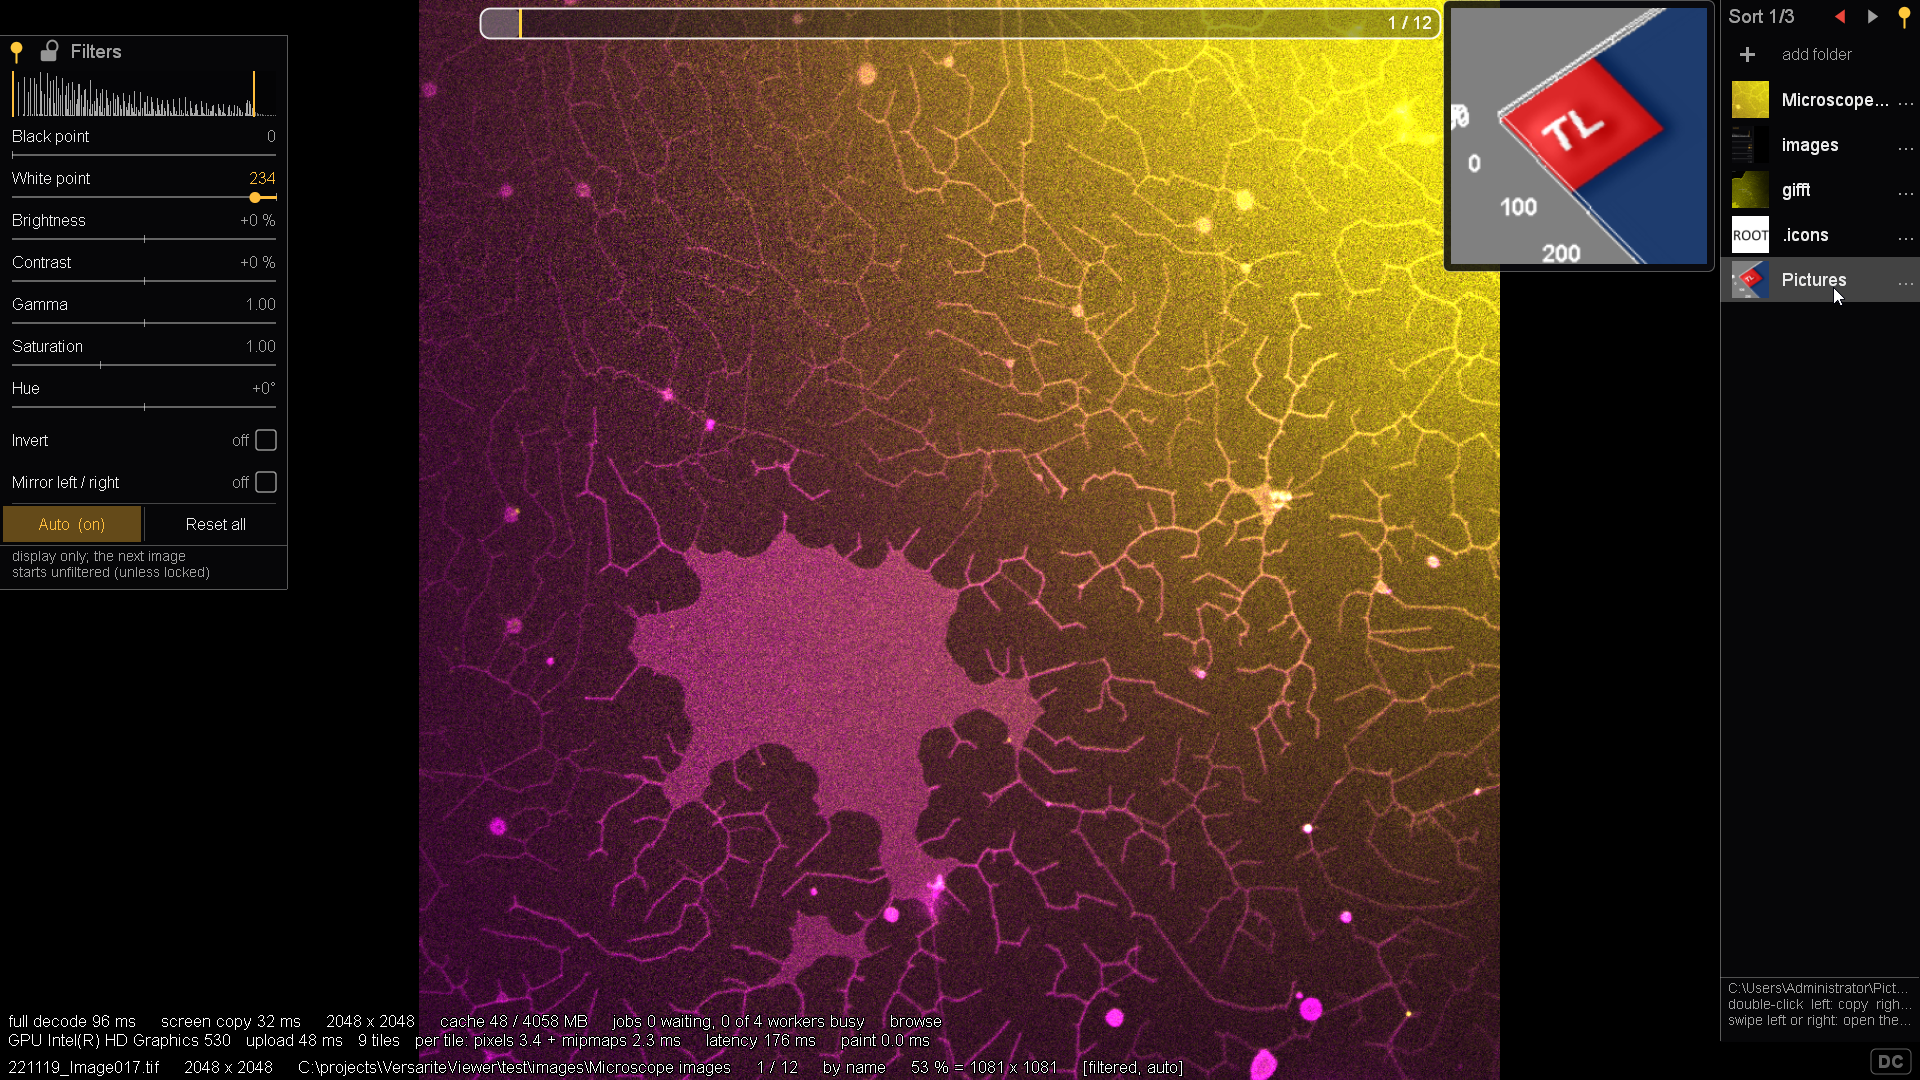 Filters
Black point 0
White point 234
Brightness +0 %
Contrast +0 %
Gamma 1.00
Saturation 1.00
Hue +0°
Invert off
Mirror left / right off
Auto (on) Reset all
display only; the next image
starts unfiltered (unless locked)
1 / 12
TL
0
100
200
Sort 1/3
+ add folder
Microscope... ...
images ...
gifft ...
ROOT .icons ...
Pictures ...
C:\Users\Administrator\Pict...
double-click left: copy righ...
swipe left or right: open the...
DC
full decode 96 ms screen copy 32 ms 2048 x 2048 cache 48 / 4058 MB jobs 0 waiting, 0 of 4 workers busy browse
GPU Intel(R) HD Graphics 530 upload 48 ms 9 tiles per tile: pixels 3.4 + mipmaps 2.3 ms latency 176 ms paint 0.0 ms
221119_Image017.tif 2048 x 2048 C:\projects\VersariteViewer\test\images\Microscope images 1 / 12 by name 53 % = 1081 x 1081 [filtered, auto]